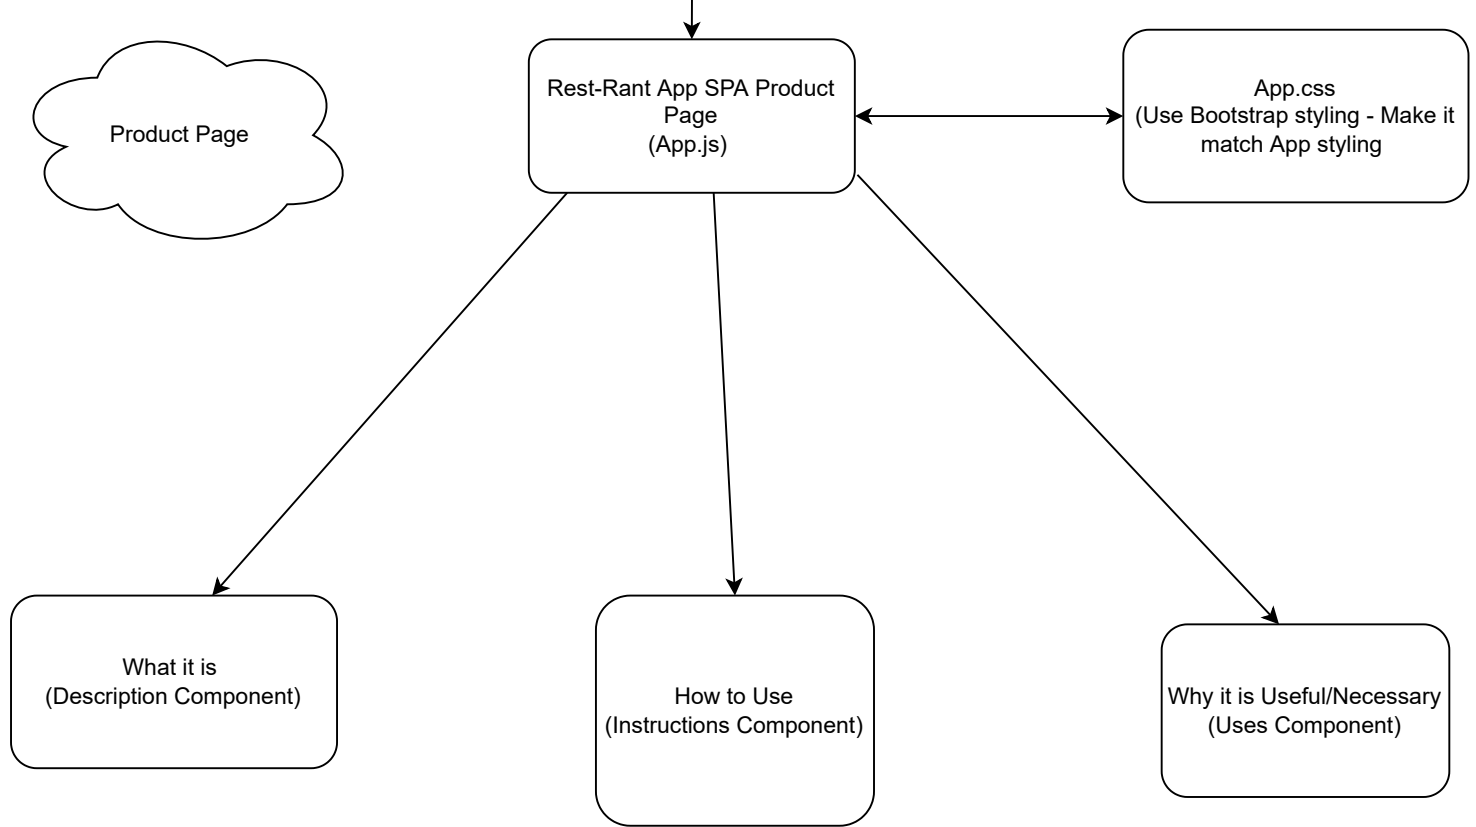 Product Page
Rest-Rant App SPA Product
Page
(App.js)
App.css
(Use Bootstrap styling - Make it
match App styling
What it is
(Description Component)
How to Use
(Instructions Component)
Why it is Useful/Necessary
(Uses Component)